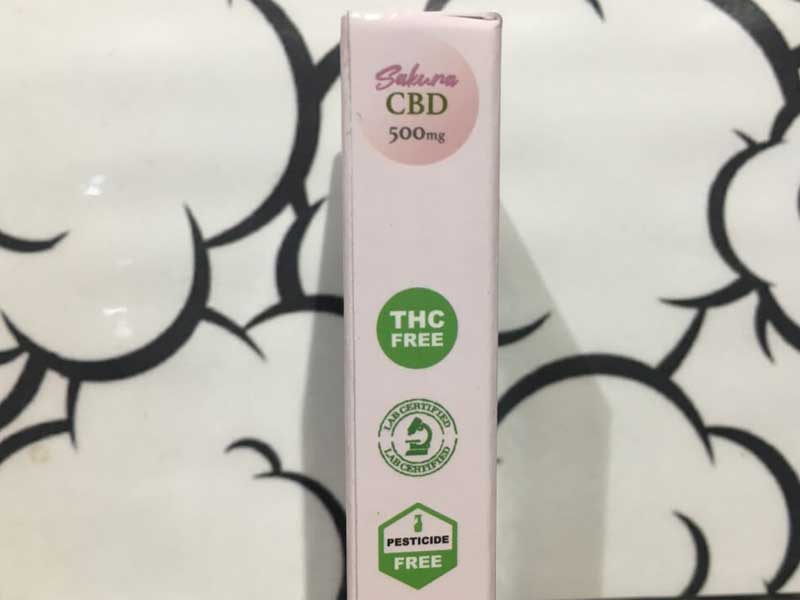 Sakura
CBD
500mg
THC
FREE
LAB CERTIFIED
LAB CERTIFIED
PESTICIDE
FREE